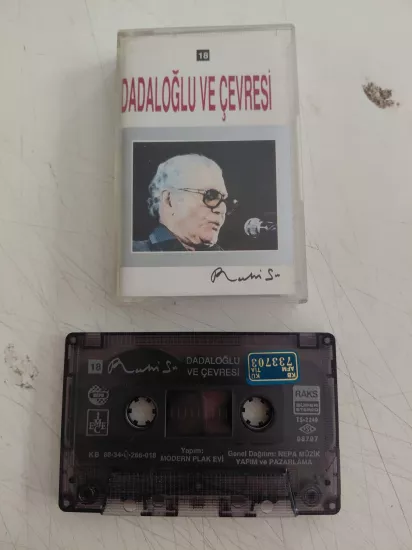 18
DADALOĞLU VE ÇEVRESİ
Ruhi Su
18
Ruhi Su
DADALOĞLU
VE ÇEVRESİ
733703
RAKS
Yapım:
MODERN PLAK EVİ
Genel Dağıtım: NEPA MÜZİK
YAPIM ve PAZARLAMA